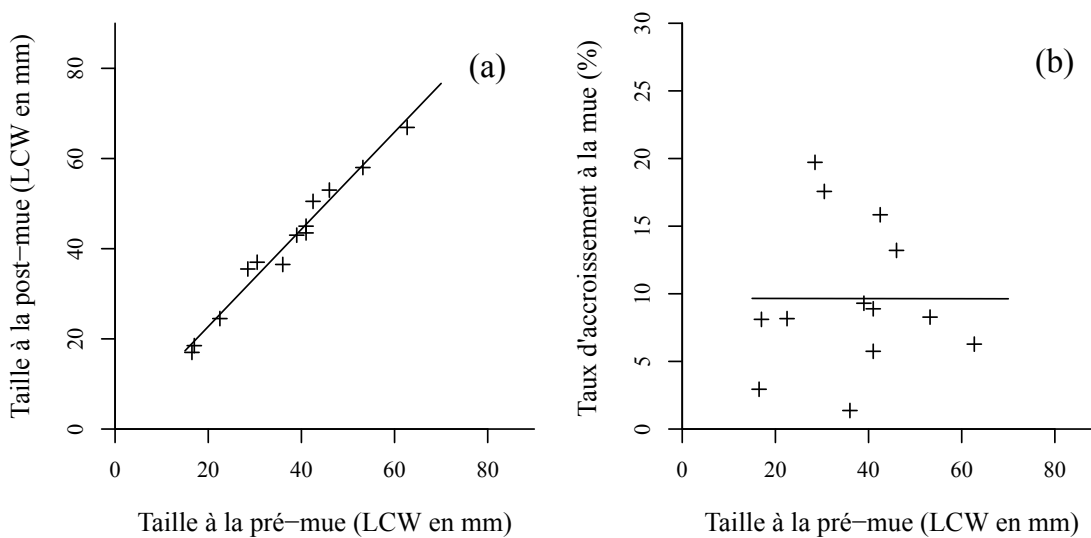 (a)
Taille à la post−mue (LCW en mm)
80
60
40
20
0
0 20 40 60 80
Taille à la pré−mue (LCW en mm)
(b)
Taux d'accroissement à la mue (%)
30
25
20
15
10
5
0
0 20 40 60 80
Taille à la pré−mue (LCW en mm)